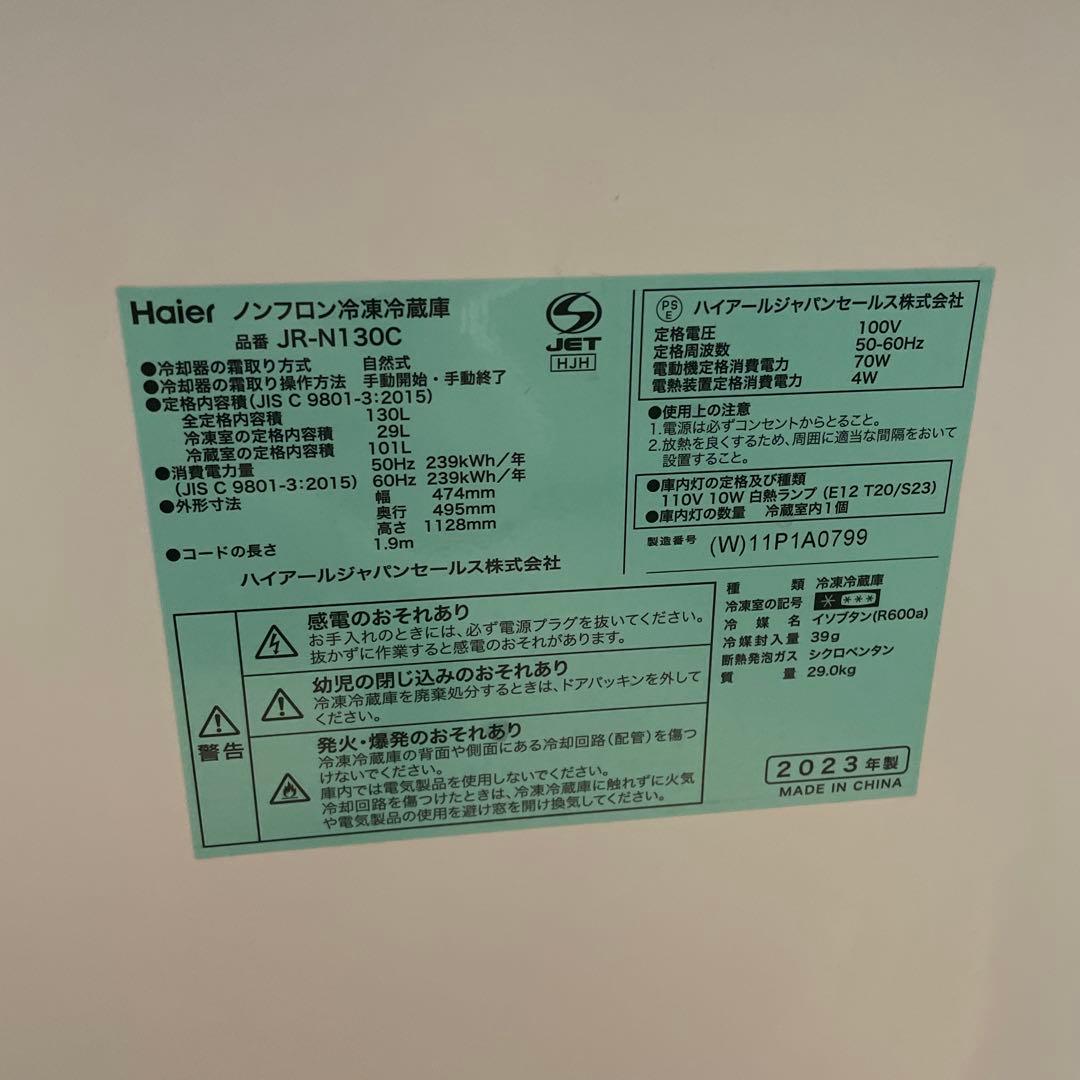 Haier ノンフロン冷凍冷蔵庫
品番 JR-N130C
●冷却器の霜取り方式 自然式
●冷却器の霜取り操作方法 手動開始・手動終了
●定格内容積(JIS C 9801-3:2015)
全定格内容積 130L
冷凍室の定格内容積 29L
冷蔵室の定格内容積 101L
●消費電力量 50Hz 239kWh/年
(JIS C 9801-3:2015) 60Hz 239kWh/年
●外形寸法 幅 474mm
奥行 495mm
高さ 1128mm
●コードの長さ 1.9m
ハイアールジャパンセールス株式会社
JET
HJH
PS
E
ハイアールジャパンセールス株式会社
定格電圧 100V
定格周波数 50-60Hz
電動機定格消費電力 70W
電熱装置定格消費電力 4W
●使用上の注意
1.電源は必ずコンセントからとること。
2.放熱を良くするため、周囲に適当な間隔をおいて
設置すること。
●庫内灯の定格及び種類
110V 10W 白熱ランプ (E12 T20/S23)
●庫内灯の数量 冷蔵室内1個
製造番号 (W)11P1A0799
種類 冷凍冷蔵庫
冷凍室の記号 * ***
冷媒名 イソブタン(R600a)
冷媒封入量 39g
断熱発泡ガス シクロペンタン
質量 29.0kg
2023年製
MADE IN CHINA
警告
感電のおそれあり
お手入れのときには、必ず電源プラグを抜いてください。
抜かずに作業すると感電のおそれがあります。
幼児の閉じ込みのおそれあり
冷凍冷蔵庫を廃棄処分するときは、ドアパッキンを外して
ください。
発火・爆発のおそれあり
冷凍冷蔵庫の背面や側面にある冷却回路(配管)を傷つ
けないでください。
庫内では電気製品を使用しないでください。
冷却回路を傷つけたときは、冷凍冷蔵庫に触れずに火気
や電気製品の使用を避け窓を開け換気してください。